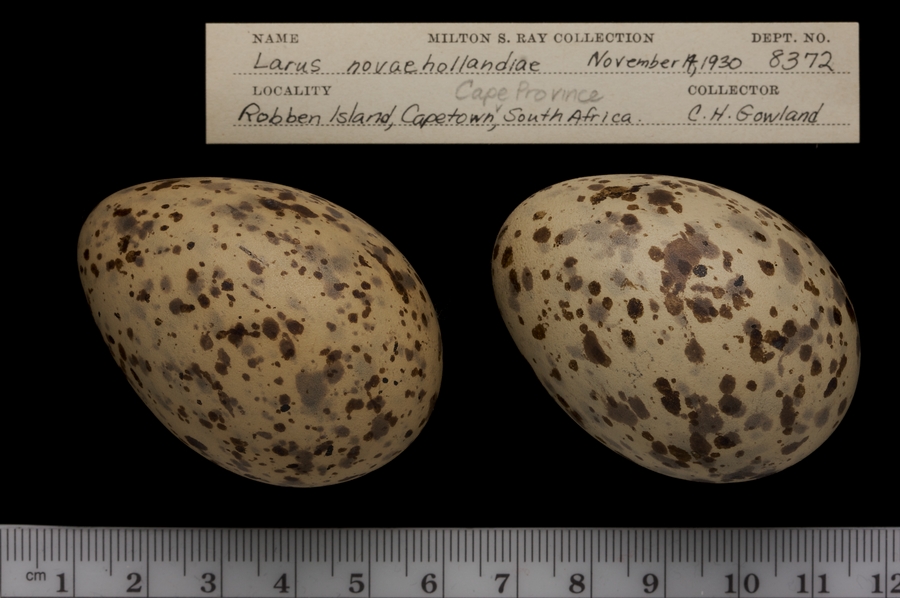 NAME MILTON S. RAY COLLECTION DEPT. NO.
Larus novaehollandiae November 1930 8372
LOCALITY Cape Province COLLECTOR
Robben Island, Capetown, South Africa. C.H. Gowland
cm 1 2 3 4 5 6 7 8 9 10 11 12